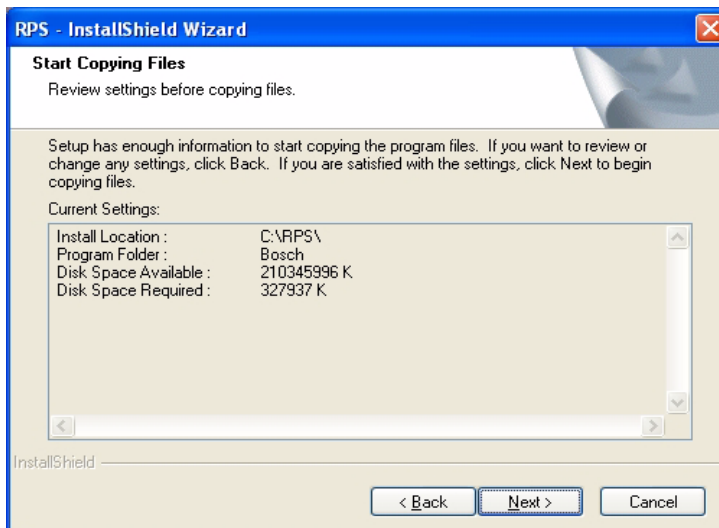 RPS - InstallShield Wizard
Start Copying Files
Review settings before copying files.
Setup has enough information to start copying the program files. If you want to review or
change any settings, click Back. If you are satisfied with the settings, click Next to begin
copying files.
Current Settings:
Install Location : C:\RPS\
Program Folder : Bosch
Disk Space Available : 210345996 K
Disk Space Required : 327937 K
InstallShield
< Back Next > Cancel